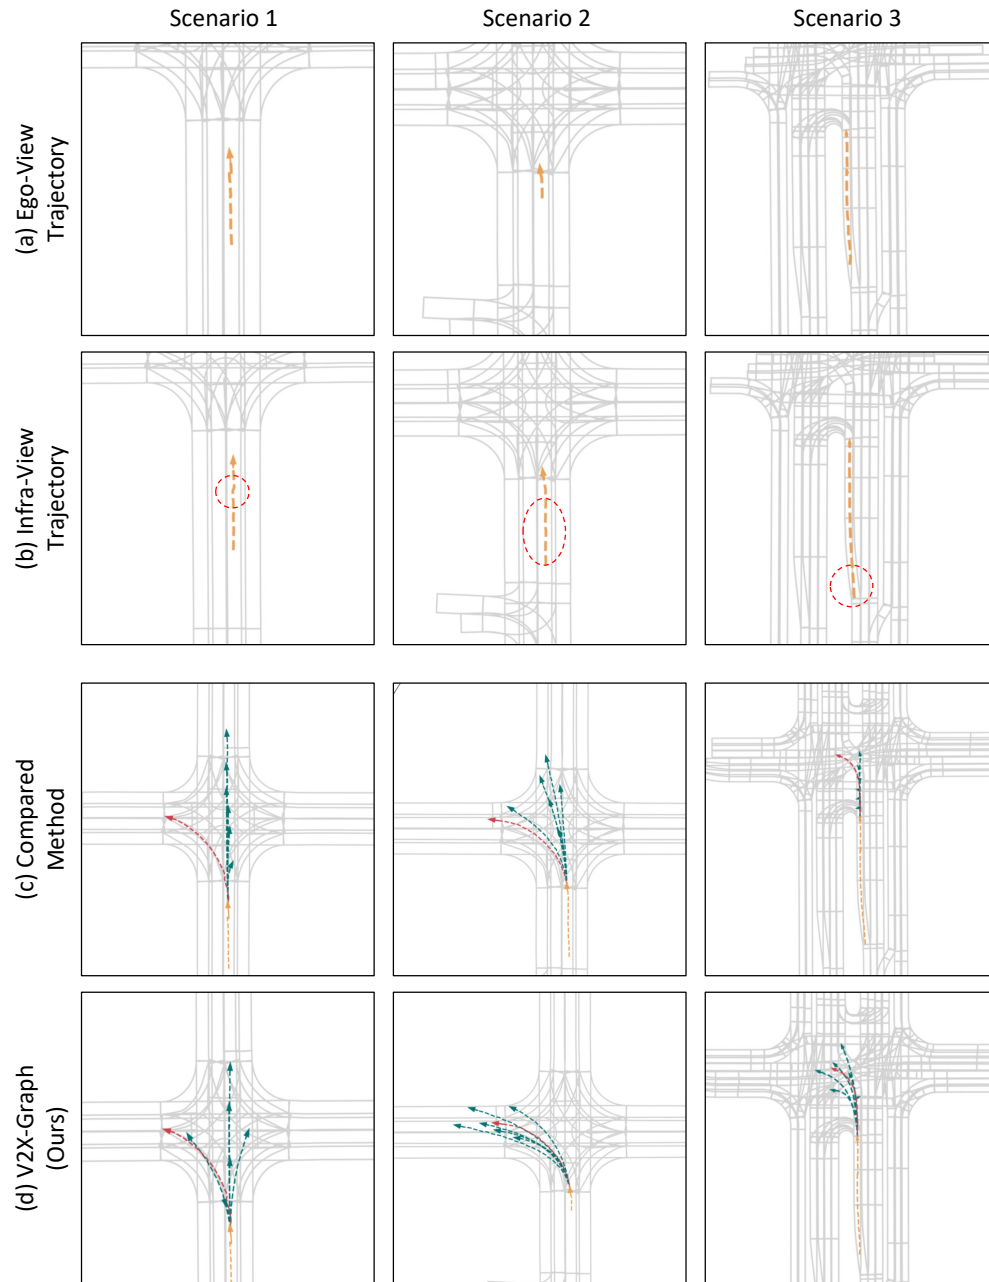 Scenario 1
Scenario 2
Scenario 3
(a) Ego-View
Trajectory
(b) Infra-View
Trajectory
(c) Compared
Method
(d) V2X-Graph
(Ours)